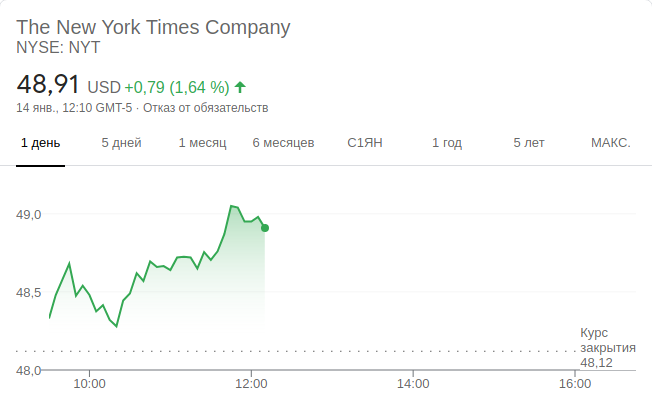 The New York Times Company
NYSE: NYT
48,91 USD +0,79 (1,64 %)
14 янв., 12:10 GMT-5 · Отказ от обязательств
1 день 5 дней 1 месяц 6 месяцев С1ЯН 1 год 5 лет МАКС.
49,0
48,5
Курс
закрытия
48,12
48,0
10:00 12:00 14:00 16:00